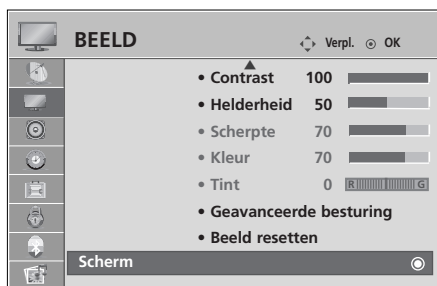 BEELD
Verpl. OK
• Contrast 100
• Helderheid 50
• Scherpte 70
• Kleur 70
• Tint 0 R G
• Geavanceerde besturing
• Beeld resetten
Scherm